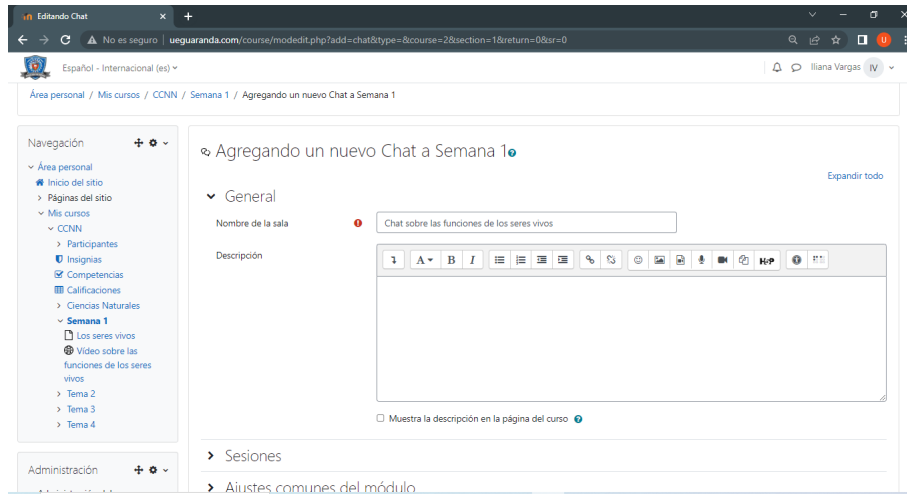 Editando Chat
No es seguro | ueguaranda.com/course/modedit.php?add=chat&type=&course=2&section=1&return=0&sr=0
U
Español - Internacional (es)
Iliana Vargas IV
Área personal / Mis cursos / CCNN / Semana 1 / Agregando un nuevo Chat a Semana 1
Navegación
Área personal
Inicio del sitio
Páginas del sitio
Mis cursos
CCNN
Participantes
Insignias
Competencias
Calificaciones
Ciencias Naturales
Semana 1
Los seres vivos
Vídeo sobre las
funciones de los seres
vivos
Tema 2
Tema 3
Tema 4
Administración
Agregando un nuevo Chat a Semana 1
Expandir todo
General
Nombre de la sala
Chat sobre las funciones de los seres vivos
Descripción
A B I H-P
Muestra la descripción en la página del curso
Sesiones
Ajustes comunes del módulo